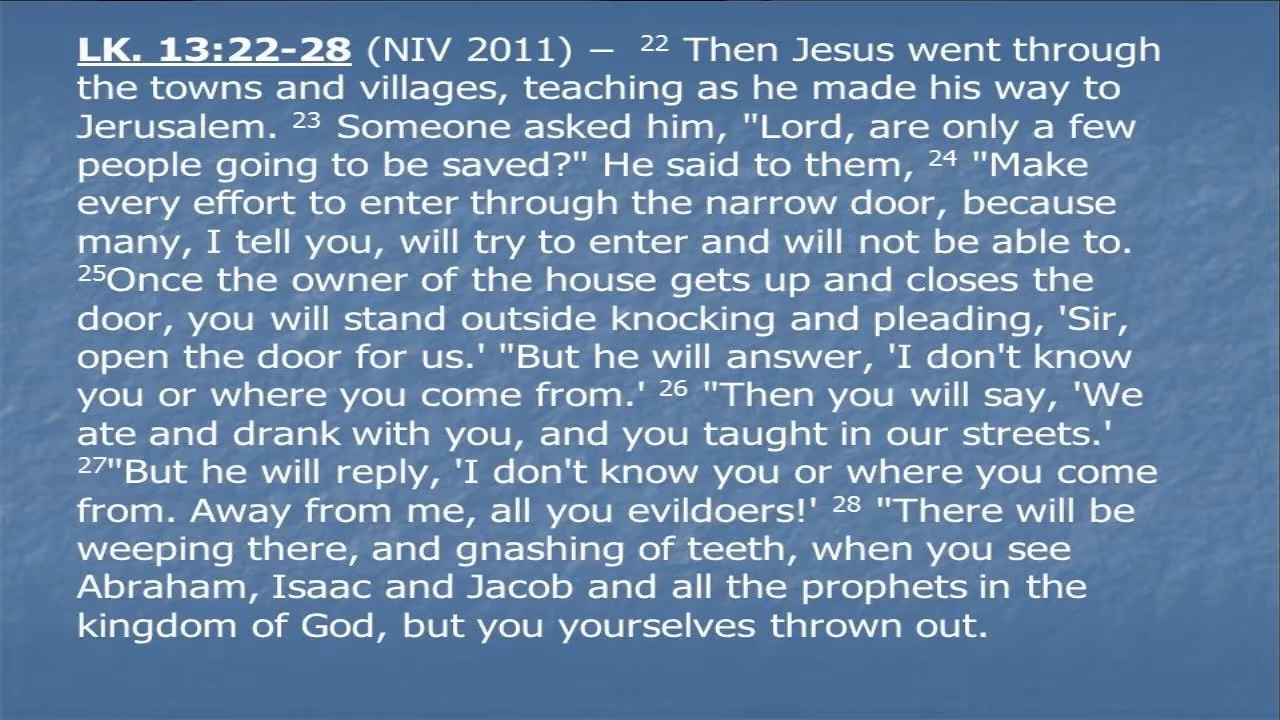 LK. 13:22-28 (NIV 2011) – 22 Then Jesus went through
the towns and villages, teaching as he made his way to
Jerusalem. 23 Someone asked him, "Lord, are only a few
people going to be saved?" He said to them, 24 "Make
every effort to enter through the narrow door, because
many, I tell you, will try to enter and will not be able to.
25Once the owner of the house gets up and closes the
door, you will stand outside knocking and pleading, 'Sir,
open the door for us.' "But he will answer, 'I don't know
you or where you come from.' 26 "Then you will say, 'We
ate and drank with you, and you taught in our streets.'
27"But he will reply, 'I don't know you or where you come
from. Away from me, all you evildoers!' 28 "There will be
weeping there, and gnashing of teeth, when you see
Abraham, Isaac and Jacob and all the prophets in the
kingdom of God, but you yourselves thrown out.